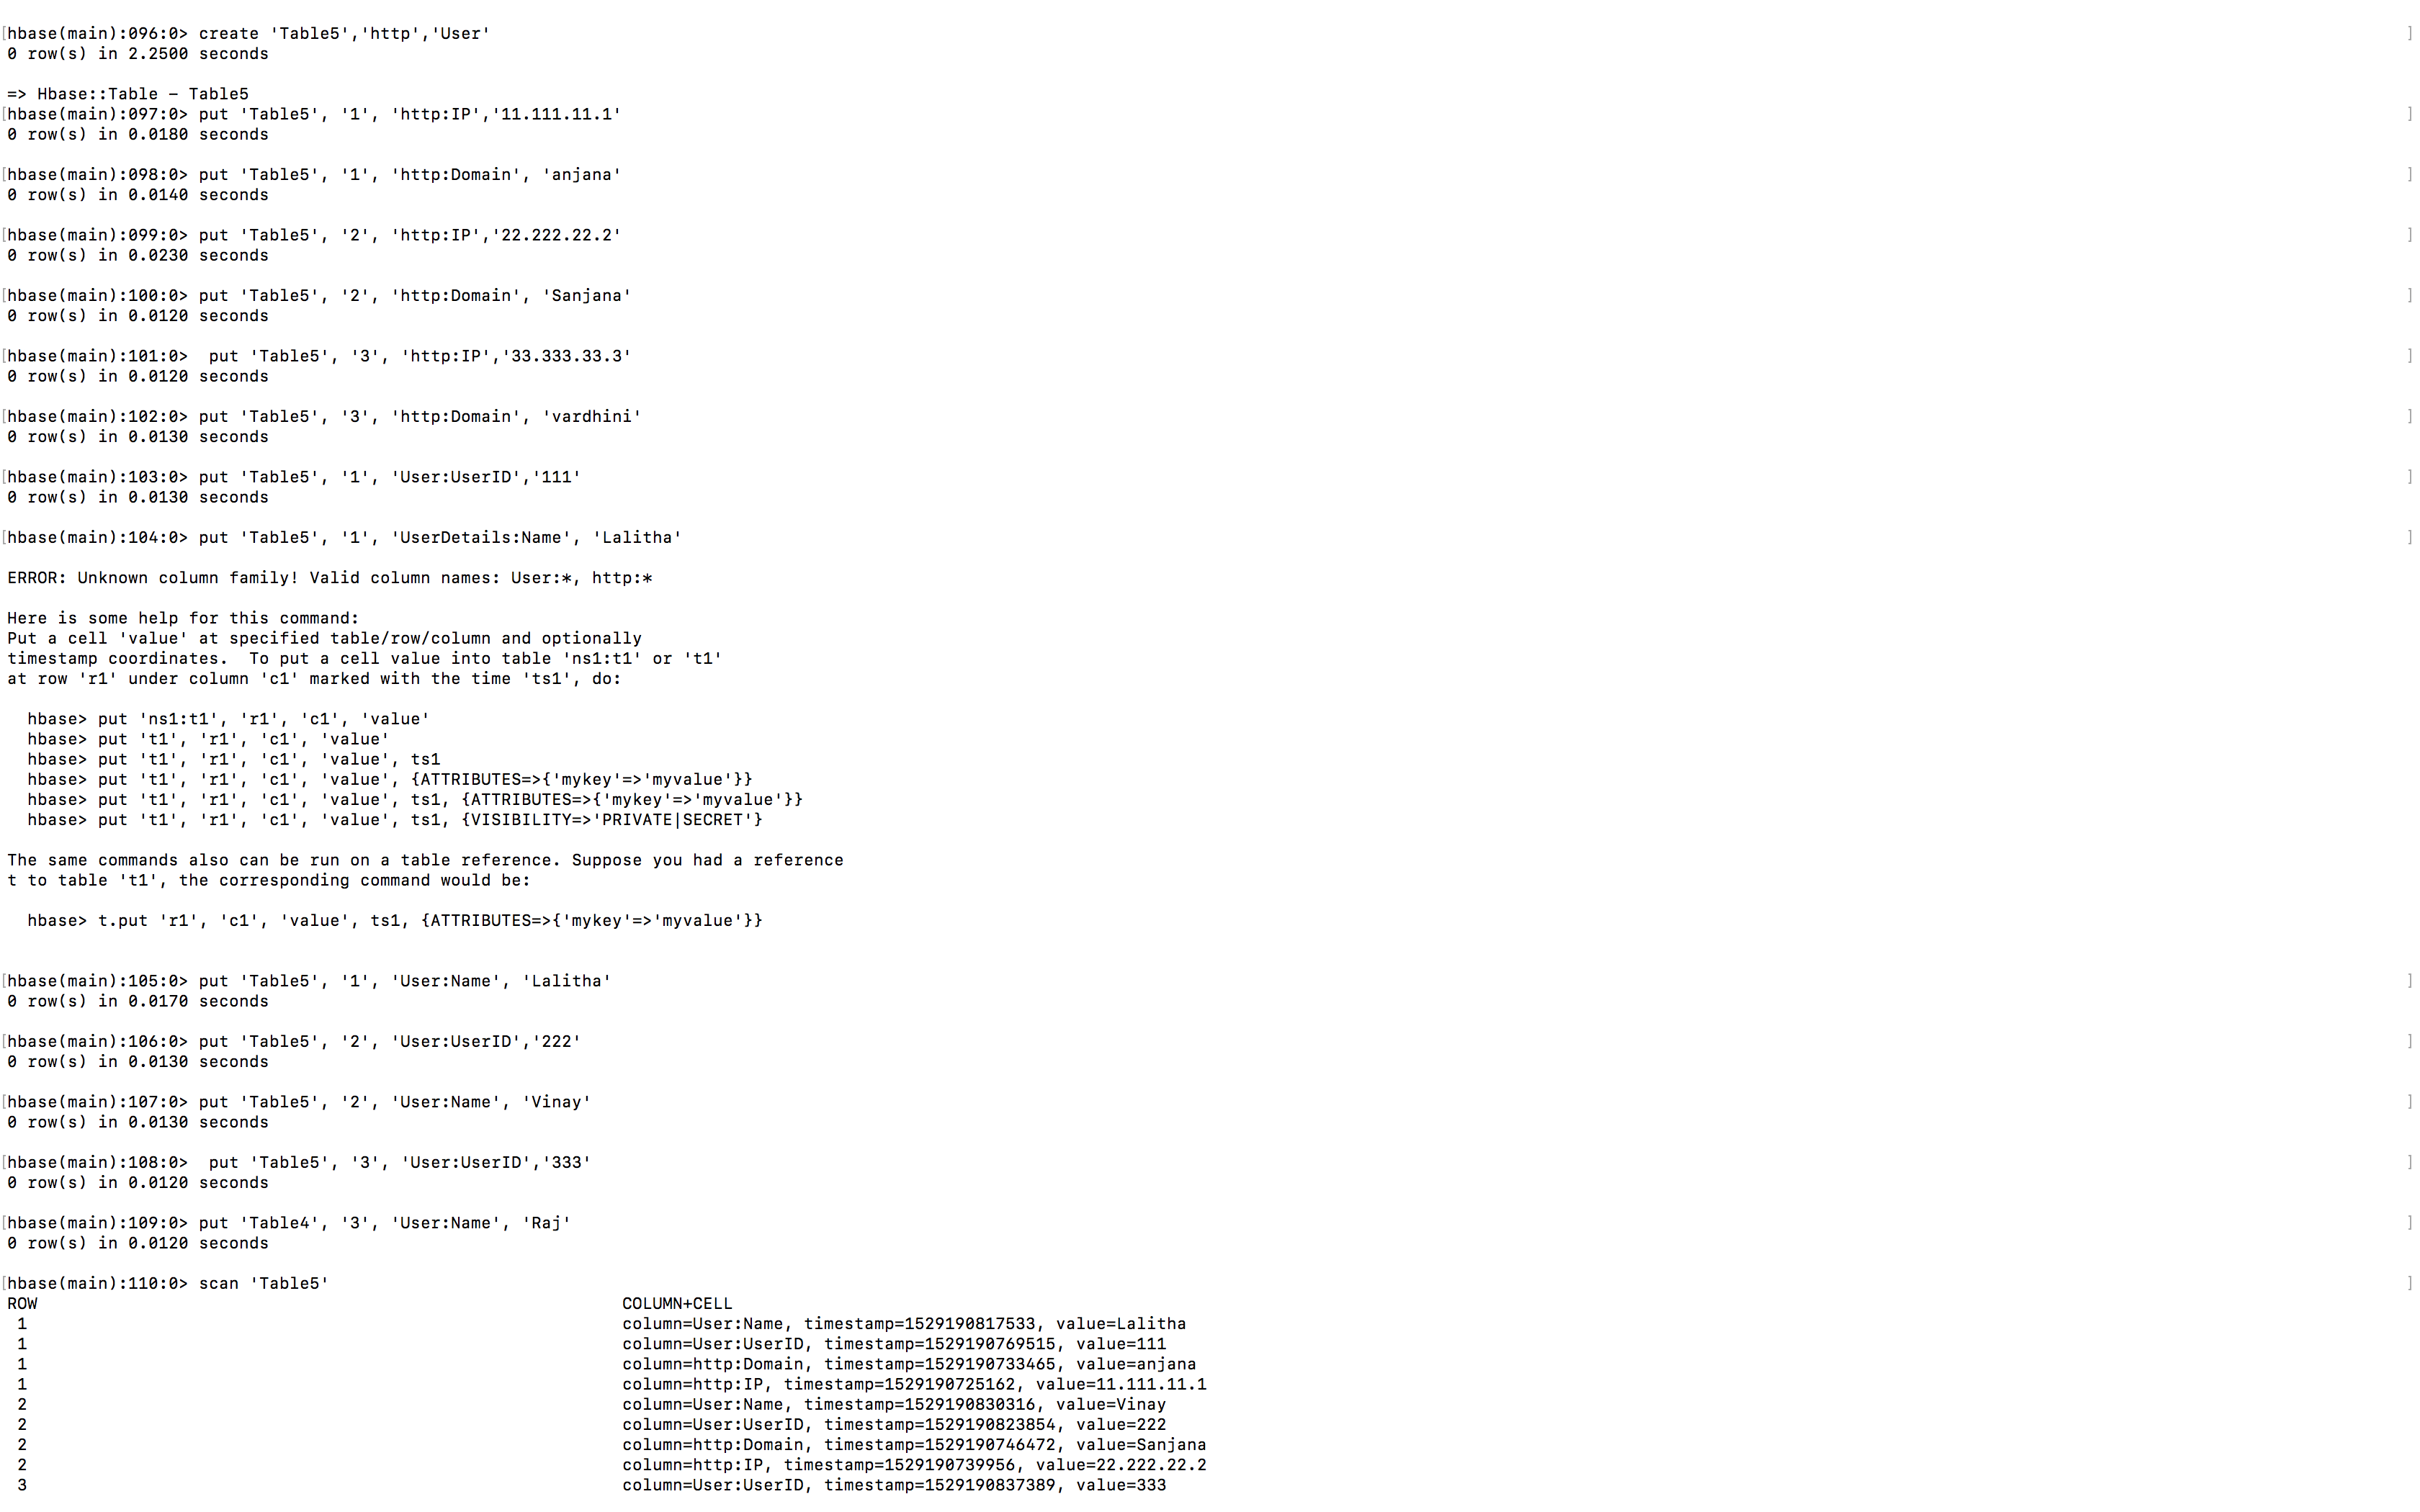 [hbase(main):096:0> create 'Table5','http','User' ]
0 row(s) in 2.2500 seconds
=> Hbase::Table – Table5
[hbase(main):097:0> put 'Table5', '1', 'http:IP','11.111.11.1' ]
0 row(s) in 0.0180 seconds
[hbase(main):098:0> put 'Table5', '1', 'http:Domain', 'anjana' ]
0 row(s) in 0.0140 seconds
[hbase(main):099:0> put 'Table5', '2', 'http:IP','22.222.22.2' ]
0 row(s) in 0.0230 seconds
[hbase(main):100:0> put 'Table5', '2', 'http:Domain', 'Sanjana' ]
0 row(s) in 0.0120 seconds
[hbase(main):101:0>  put 'Table5', '3', 'http:IP','33.333.33.3' ]
0 row(s) in 0.0120 seconds
[hbase(main):102:0> put 'Table5', '3', 'http:Domain', 'vardhini' ]
0 row(s) in 0.0130 seconds
[hbase(main):103:0> put 'Table5', '1', 'User:UserID','111' ]
0 row(s) in 0.0130 seconds
[hbase(main):104:0> put 'Table5', '1', 'UserDetails:Name', 'Lalitha' ]
ERROR: Unknown column family! Valid column names: User:*, http:*
Here is some help for this command:
Put a cell 'value' at specified table/row/column and optionally
timestamp coordinates.  To put a cell value into table 'ns1:t1' or 't1'
at row 'r1' under column 'c1' marked with the time 'ts1', do:
hbase> put 'ns1:t1', 'r1', 'c1', 'value'
hbase> put 't1', 'r1', 'c1', 'value'
hbase> put 't1', 'r1', 'c1', 'value', ts1
hbase> put 't1', 'r1', 'c1', 'value', {ATTRIBUTES=>{'mykey'=>'myvalue'}}
hbase> put 't1', 'r1', 'c1', 'value', ts1, {ATTRIBUTES=>{'mykey'=>'myvalue'}}
hbase> put 't1', 'r1', 'c1', 'value', ts1, {VISIBILITY=>'PRIVATE|SECRET'}
The same commands also can be run on a table reference. Suppose you had a reference
t to table 't1', the corresponding command would be:
hbase> t.put 'r1', 'c1', 'value', ts1, {ATTRIBUTES=>{'mykey'=>'myvalue'}}
[hbase(main):105:0> put 'Table5', '1', 'User:Name', 'Lalitha' ]
0 row(s) in 0.0170 seconds
[hbase(main):106:0> put 'Table5', '2', 'User:UserID','222' ]
0 row(s) in 0.0130 seconds
[hbase(main):107:0> put 'Table5', '2', 'User:Name', 'Vinay' ]
0 row(s) in 0.0130 seconds
[hbase(main):108:0>  put 'Table5', '3', 'User:UserID','333' ]
0 row(s) in 0.0120 seconds
[hbase(main):109:0> put 'Table4', '3', 'User:Name', 'Raj' ]
0 row(s) in 0.0120 seconds
[hbase(main):110:0> scan 'Table5' ]
ROW COLUMN+CELL
1 column=User:Name, timestamp=1529190817533, value=Lalitha
1 column=User:UserID, timestamp=1529190769515, value=111
1 column=http:Domain, timestamp=1529190733465, value=anjana
1 column=http:IP, timestamp=1529190725162, value=11.111.11.1
2 column=User:Name, timestamp=1529190830316, value=Vinay
2 column=User:UserID, timestamp=1529190823854, value=222
2 column=http:Domain, timestamp=1529190746472, value=Sanjana
2 column=http:IP, timestamp=1529190739956, value=22.222.22.2
3 column=User:UserID, timestamp=1529190837389, value=333